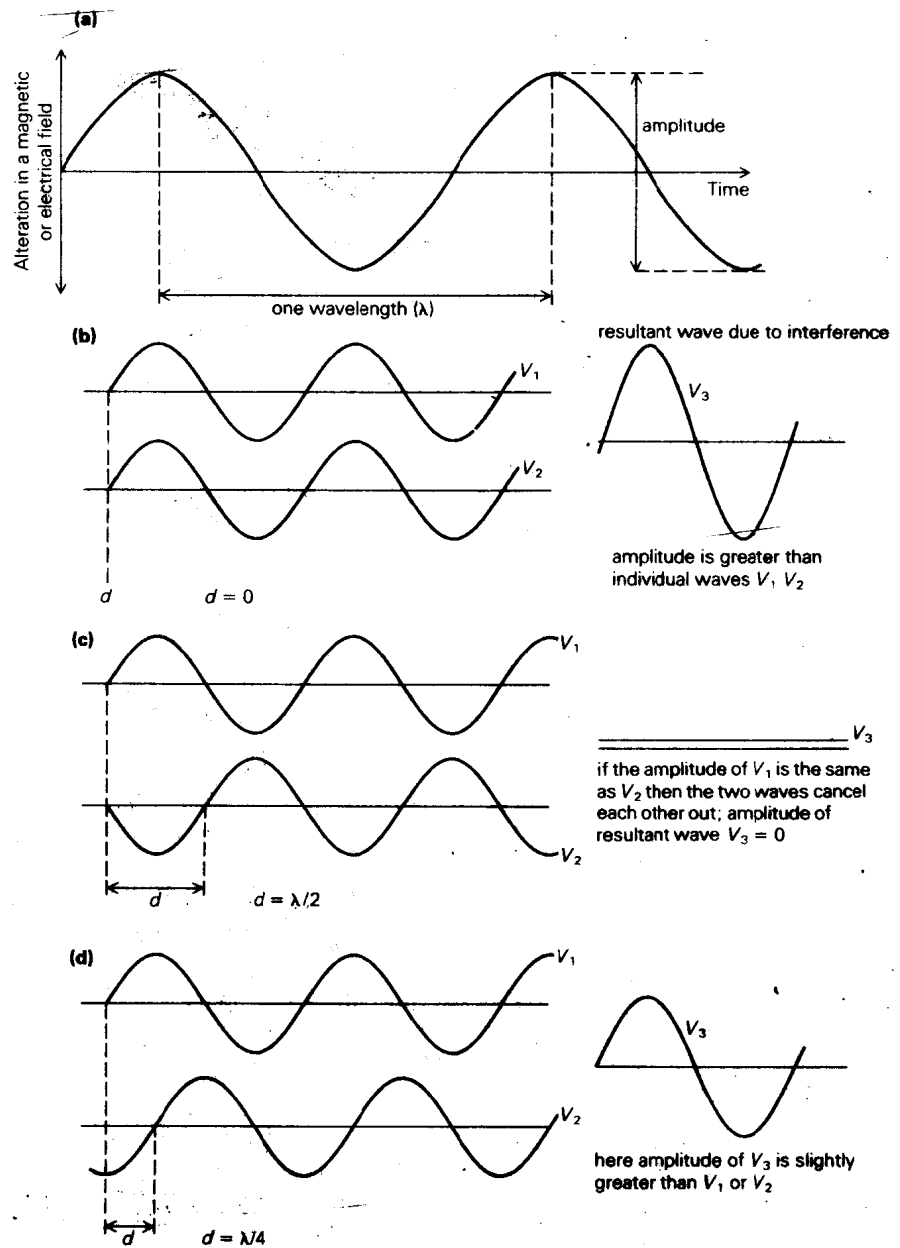 (a)
Alteration in a magnetic
or electrical field
amplitude
Time
one wavelength (λ)
(b)
resultant wave due to interference
V₁
V₃
V₂
amplitude is greater than
individual waves V₁ V₂
d
d = 0
(c)
V₁
V₃
if the amplitude of V₁ is the same
as V₂ then the two waves cancel
each other out; amplitude of
resultant wave V₃ = 0
V₂
d
d = λ/2
(d)
V₁
V₃
V₂
here amplitude of V₃ is slightly
greater than V₁ or V₂
d
d = λ/4